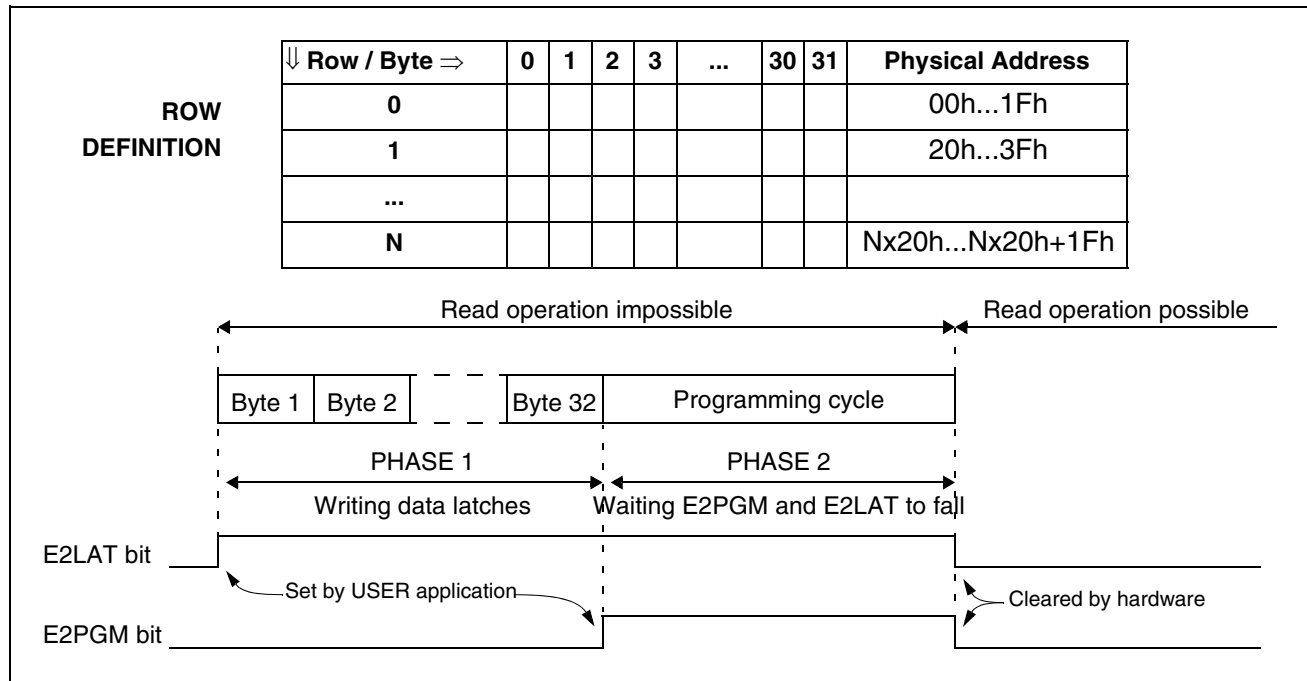 ⇓ Row / Byte ⇒ 0 1 2 3 ... 30 31 Physical Address
ROW DEFINITION
0 00h...1Fh
1 20h...3Fh
...
N Nx20h...Nx20h+1Fh
Read operation impossible Read operation possible
Byte 1 Byte 2 Byte 32 Programming cycle
PHASE 1 PHASE 2
Writing data latches Waiting E2PGM and E2LAT to fall
E2LAT bit
Set by USER application Cleared by hardware
E2PGM bit